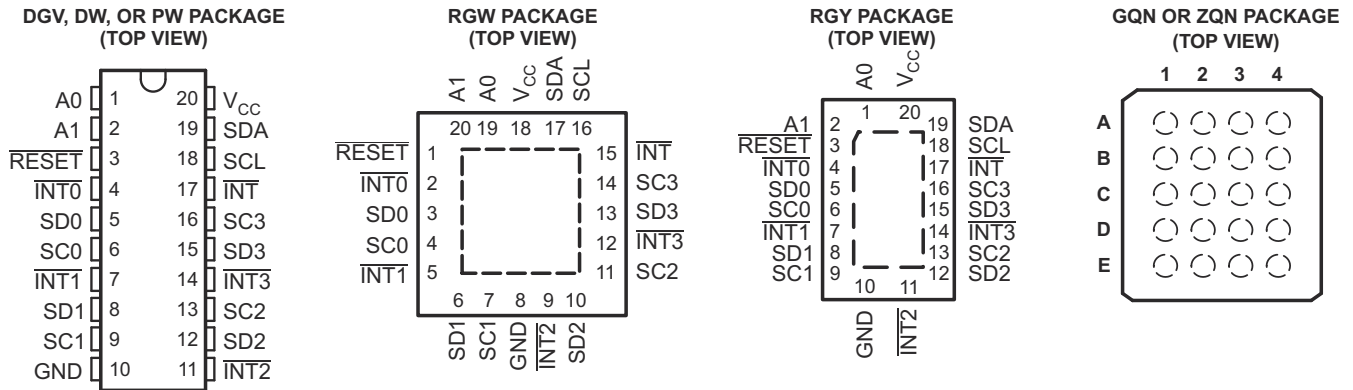 DGV, DW, OR PW PACKAGE
(TOP VIEW)
A0 1 20 VCC
A1 2 19 SDA
RESET 3 18 SCL
INT0 4 17 INT
SD0 5 16 SC3
SC0 6 15 SD3
INT1 7 14 INT3
SD1 8 13 SC2
SC1 9 12 SD2
GND 10 11 INT2
RGW PACKAGE
(TOP VIEW)
A1 A0 VCC SDA SCL
20 19 18 17 16
RESET 1 15 INT
INT0 2 14 SC3
SD0 3 13 SD3
SC0 4 12 INT3
INT1 5 11 SC2
6 7 8 9 10
SD1 SC1 GND INT2 SD2
RGY PACKAGE
(TOP VIEW)
A0 VCC
1 20
A1 2 19 SDA
RESET 3 18 SCL
INT0 4 17 INT
SD0 5 16 SC3
SC0 6 15 SD3
INT1 7 14 INT3
SD1 8 13 SC2
SC1 9 12 SD2
10 11
GND INT2
GQN OR ZQN PACKAGE
(TOP VIEW)
1 2 3 4
A
B
C
D
E